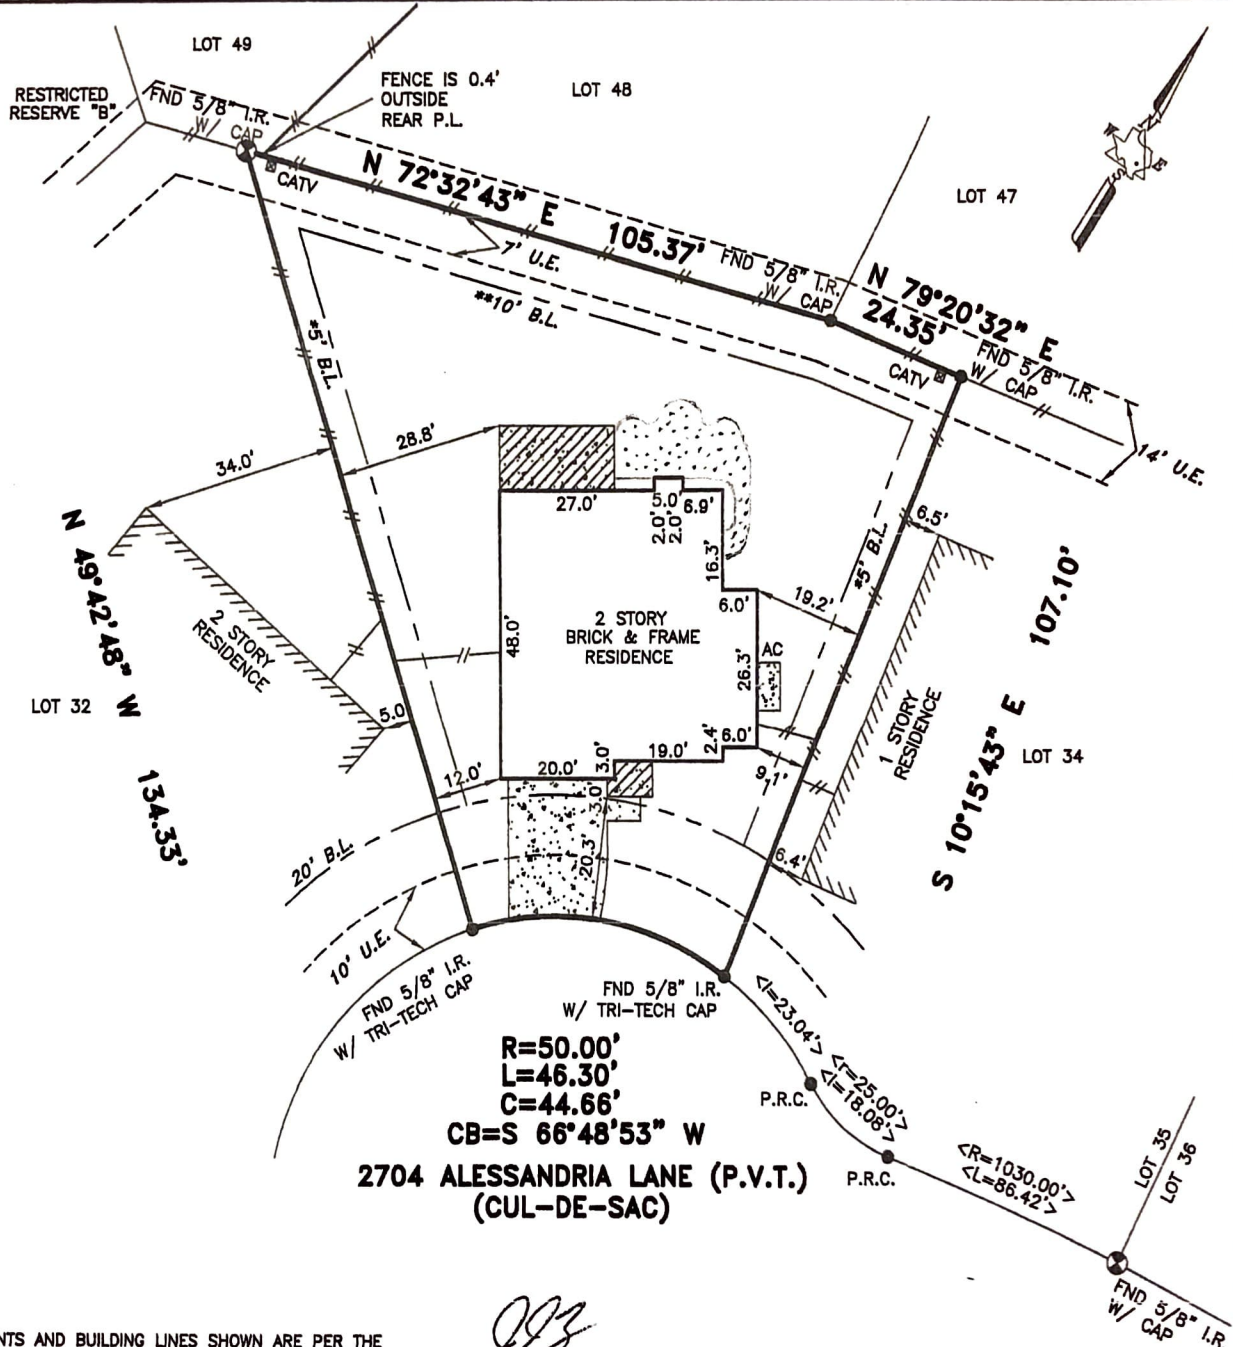 LOT 49
RESTRICTED
RESERVE "B"
FND 5/8" I.R.
W/ CAP
FENCE IS 0.4'
OUTSIDE
REAR P.L.
LOT 48
CATV
N 72°32'43" E
105.37'
LOT 47
7' U.E.
**10' B.L.
FND 5/8" I.R.
W/ CAP
N 79°20'32" E
24.35'
FND 5/8" I.R.
W/ CAP
CATV
14' U.E.
*5' B.L.
28.8'
34.0'
27.0'
5.0'
6.9'
2.0'
2.0'
16.3'
6.0'
*5' B.L.
6.5'
19.2'
N 49°42'48" W
134.33'
2 STORY
RESIDENCE
48.0'
2 STORY
BRICK & FRAME
RESIDENCE
AC
26.3'
107.10'
S 10°15'43" E
LOT 32
5.0
1 STORY
RESIDENCE
LOT 34
12.0'
20.0'
3.0'
19.0'
2.4'
6.0'
9.1'
3.0'
20.3'
6.4'
20' B.L.
10' U.E.
FND 5/8" I.R.
W/ TRI-TECH CAP
FND 5/8" I.R.
W/ TRI-TECH CAP
<l=23.04'>
R=50.00'
L=46.30'
C=44.66'
CB=S 66°48'53" W
<r=25.00'>
<l=18.08'>
P.R.C.
P.R.C.
<R=1030.00'>
<L=86.42'>
LOT 35
LOT 36
2704 ALESSANDRIA LANE (P.V.T.)
(CUL-DE-SAC)
FND 5/8" I.R.
W/ CAP
NTS AND BUILDING LINES SHOWN ARE PER THE